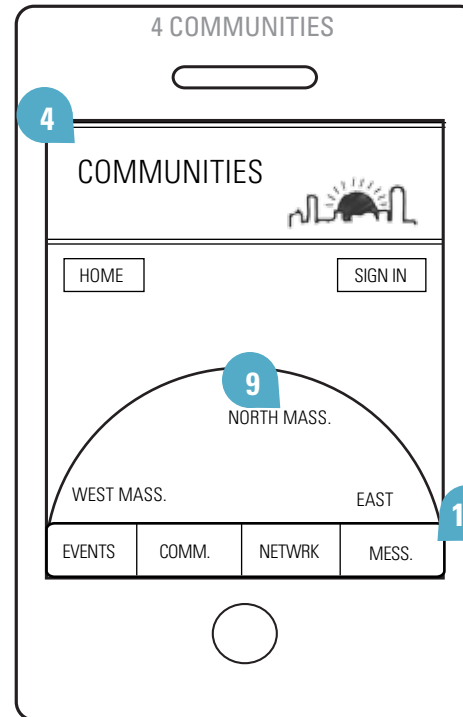 4 COMMUNITIES
4
COMMUNITIES
HOME
SIGN IN
9
NORTH MASS.
WEST MASS.
EAST
1
EVENTS
COMM.
NETWRK
MESS.